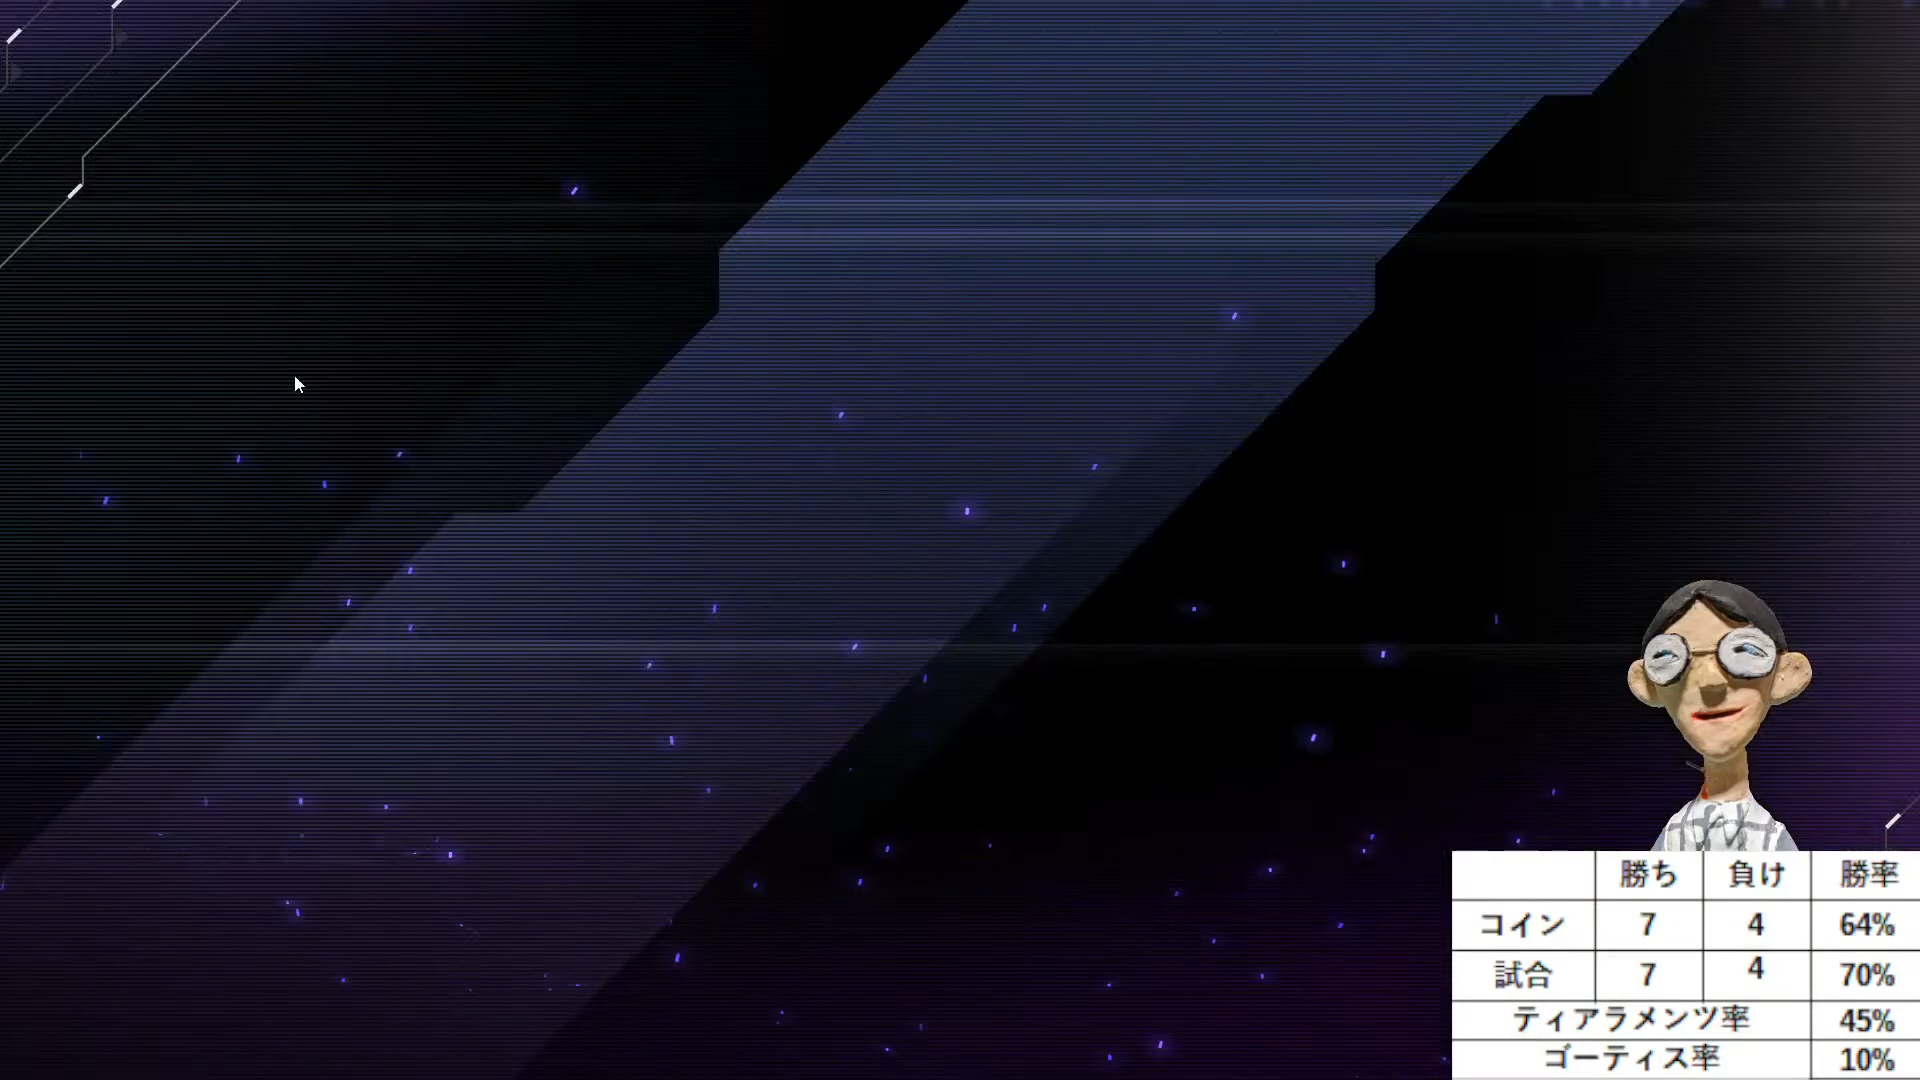 勝ち 負け 勝率
コイン 7 4 64%
試合 7 4 70%
ティアラメンツ率 45%
ゴーティス率 10%